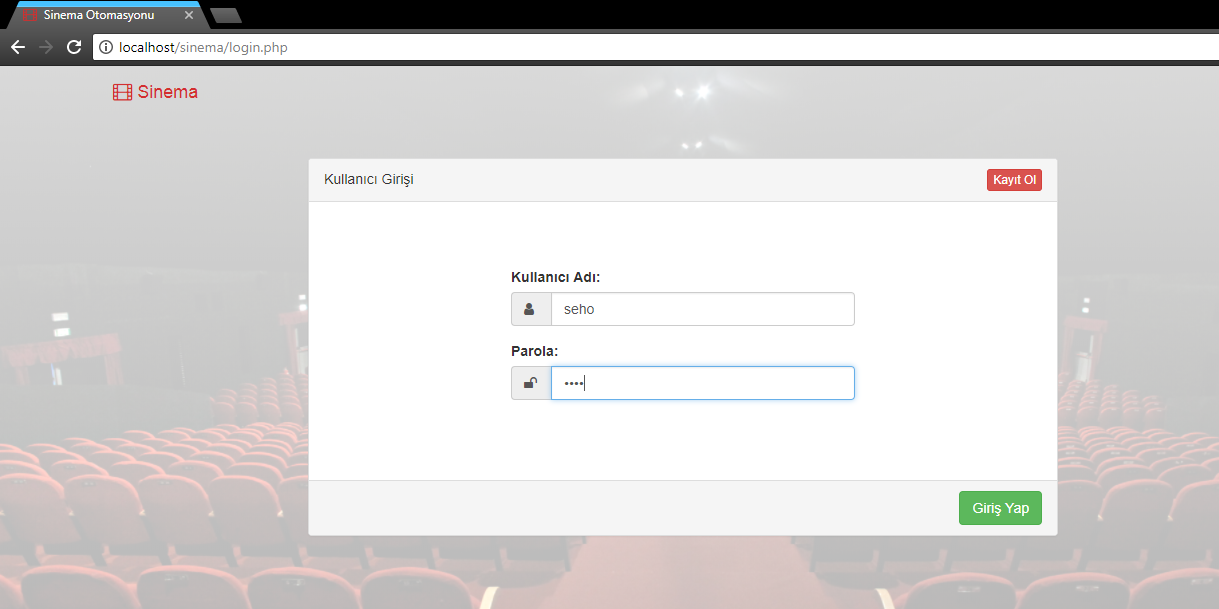 Sinema Otomasyonu
localhost/sinema/login.php
Sinema
Kullanıcı Girişi
Kayıt Ol
Kullanıcı Adı:
seho
Parola:
••••
Giriş Yap